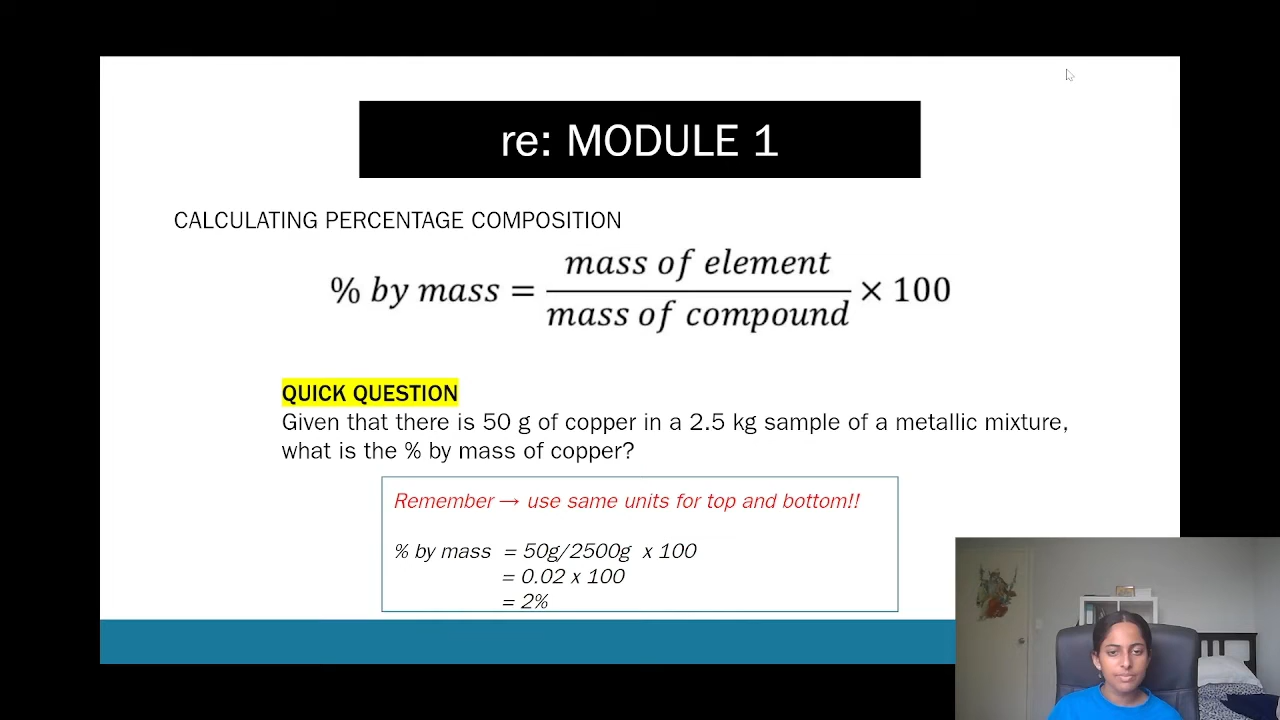 re: MODULE 1
CALCULATING PERCENTAGE COMPOSITION
% by mass = mass of element / mass of compound × 100
QUICK QUESTION
Given that there is 50 g of copper in a 2.5 kg sample of a metallic mixture,
what is the % by mass of copper?
Remember → use same units for top and bottom!!
% by mass = 50g/2500g x 100
= 0.02 x 100
= 2%